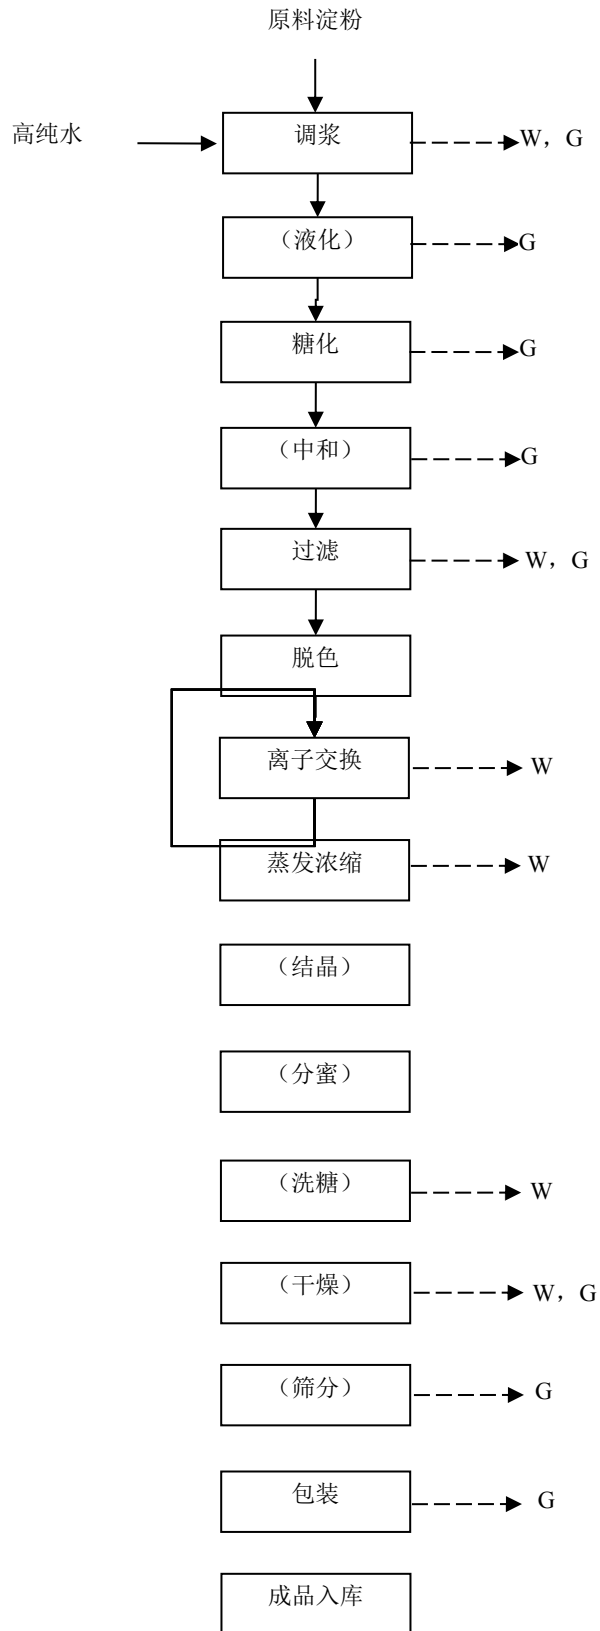 原料淀粉
高纯水
调浆
W，G
（液化）
G
糖化
G
（中和）
G
过滤
W，G
脱色
离子交换
W
蒸发浓缩
W
（结晶）
（分蜜）
（洗糖）
W
（干燥）
W，G
（筛分）
G
包装
G
成品入库